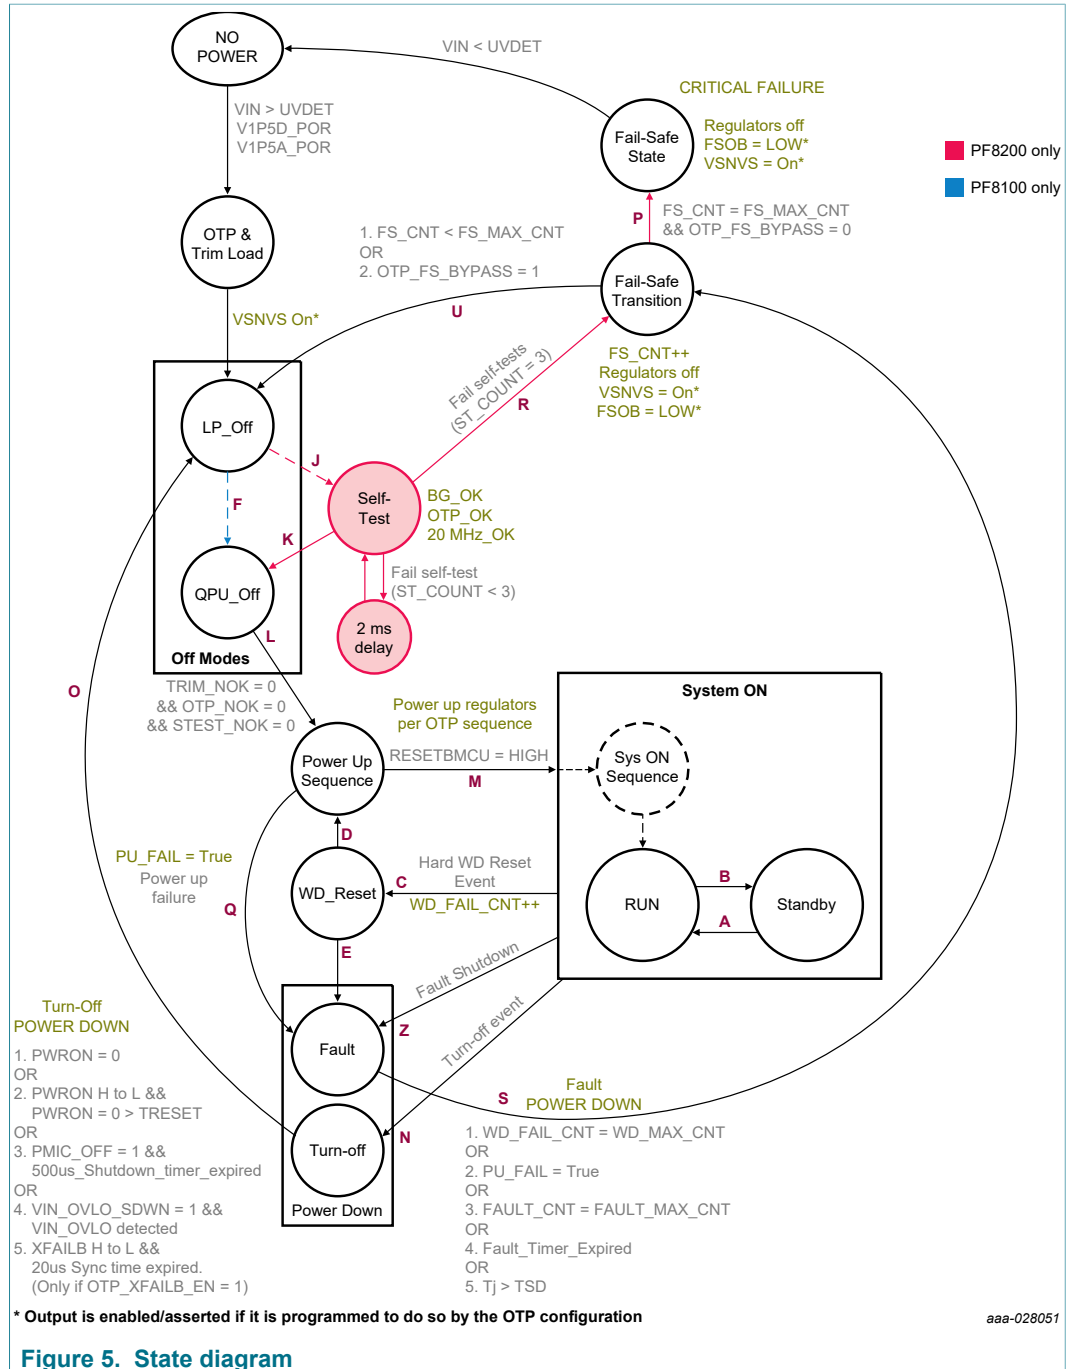 NO
POWER
VIN < UVDET
VIN > UVDET
V1P5D_POR
V1P5A_POR
CRITICAL FAILURE
Regulators off
FSOB = LOW*
VSNVS = On*
Fail-Safe
State
PF8200 only
PF8100 only
P
FS_CNT = FS_MAX_CNT
&& OTP_FS_BYPASS = 0
OTP &
Trim Load
1. FS_CNT < FS_MAX_CNT
OR
2. OTP_FS_BYPASS = 1
Fail-Safe
Transition
U
VSNVS On*
FS_CNT++
Regulators off
VSNVS = On*
FSOB = LOW*
Fail self-tests
(ST_COUNT = 3)
R
LP_Off
J
F
Self-
Test
BG_OK
OTP_OK
20 MHz_OK
K
Fail self-test
(ST_COUNT < 3)
QPU_Off
2 ms
delay
L
Off Modes
O
TRIM_NOK = 0
&& OTP_NOK = 0
&& STEST_NOK = 0
Power up regulators
per OTP sequence
System ON
Power Up
Sequence
RESETBMCU = HIGH
M
Sys ON
Sequence
D
PU_FAIL = True
Power up
failure
Q
WD_Reset
C
Hard WD Reset
Event
WD_FAIL_CNT++
RUN
B
A
Standby
E
Fault Shutdown
Z
Turn-off event
Turn-Off
POWER DOWN
1. PWRON = 0
OR
2. PWRON H to L &&
PWRON = 0 > TRESET
OR
3. PMIC_OFF = 1 &&
500us_Shutdown_timer_expired
OR
4. VIN_OVLO_SDWN = 1 &&
VIN_OVLO detected
5. XFAILB H to L &&
20us Sync time expired.
(Only if OTP_XFAILB_EN = 1)
Fault
Turn-off
N
Power Down
S
Fault
POWER DOWN
1. WD_FAIL_CNT = WD_MAX_CNT
OR
2. PU_FAIL = True
OR
3. FAULT_CNT = FAULT_MAX_CNT
OR
4. Fault_Timer_Expired
OR
5. Tj > TSD
* Output is enabled/asserted if it is programmed to do so by the OTP configuration
aaa-028051
Figure 5. State diagram